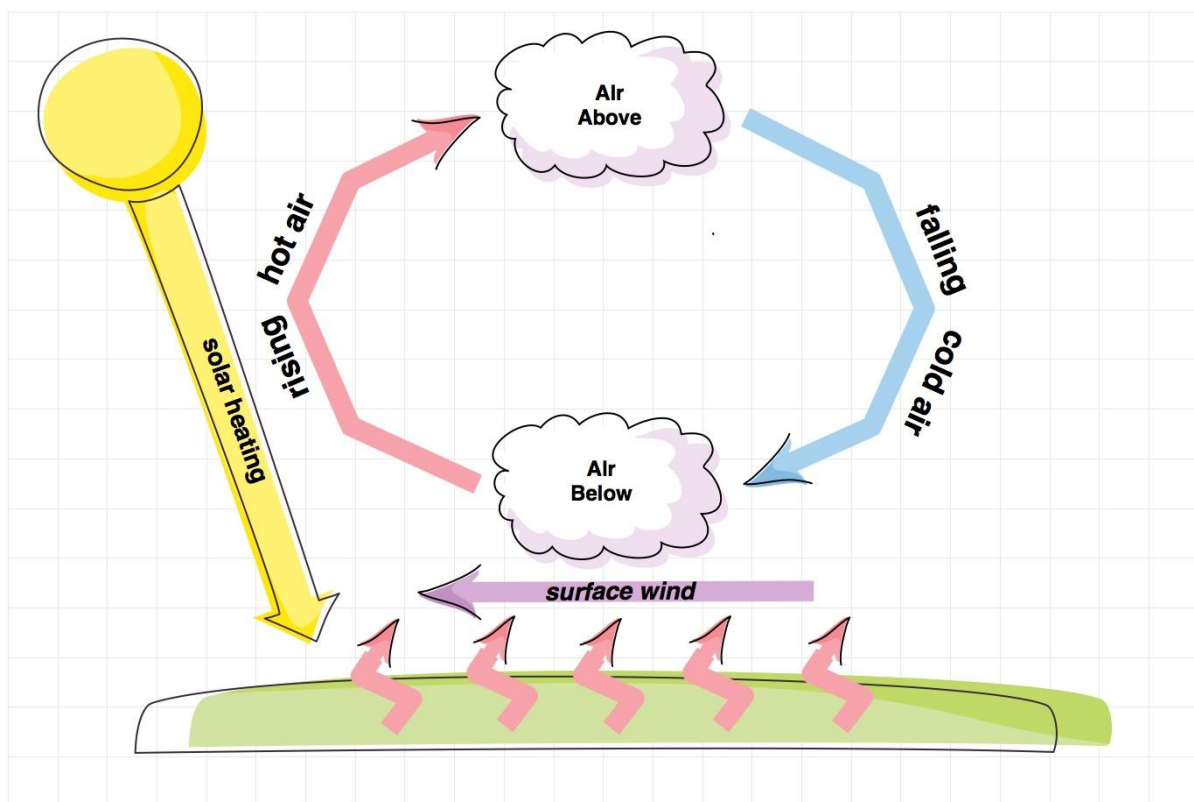 AIr
Above
hot air
rising
falling
cold air
solar heating
AIr
Below
surface wind